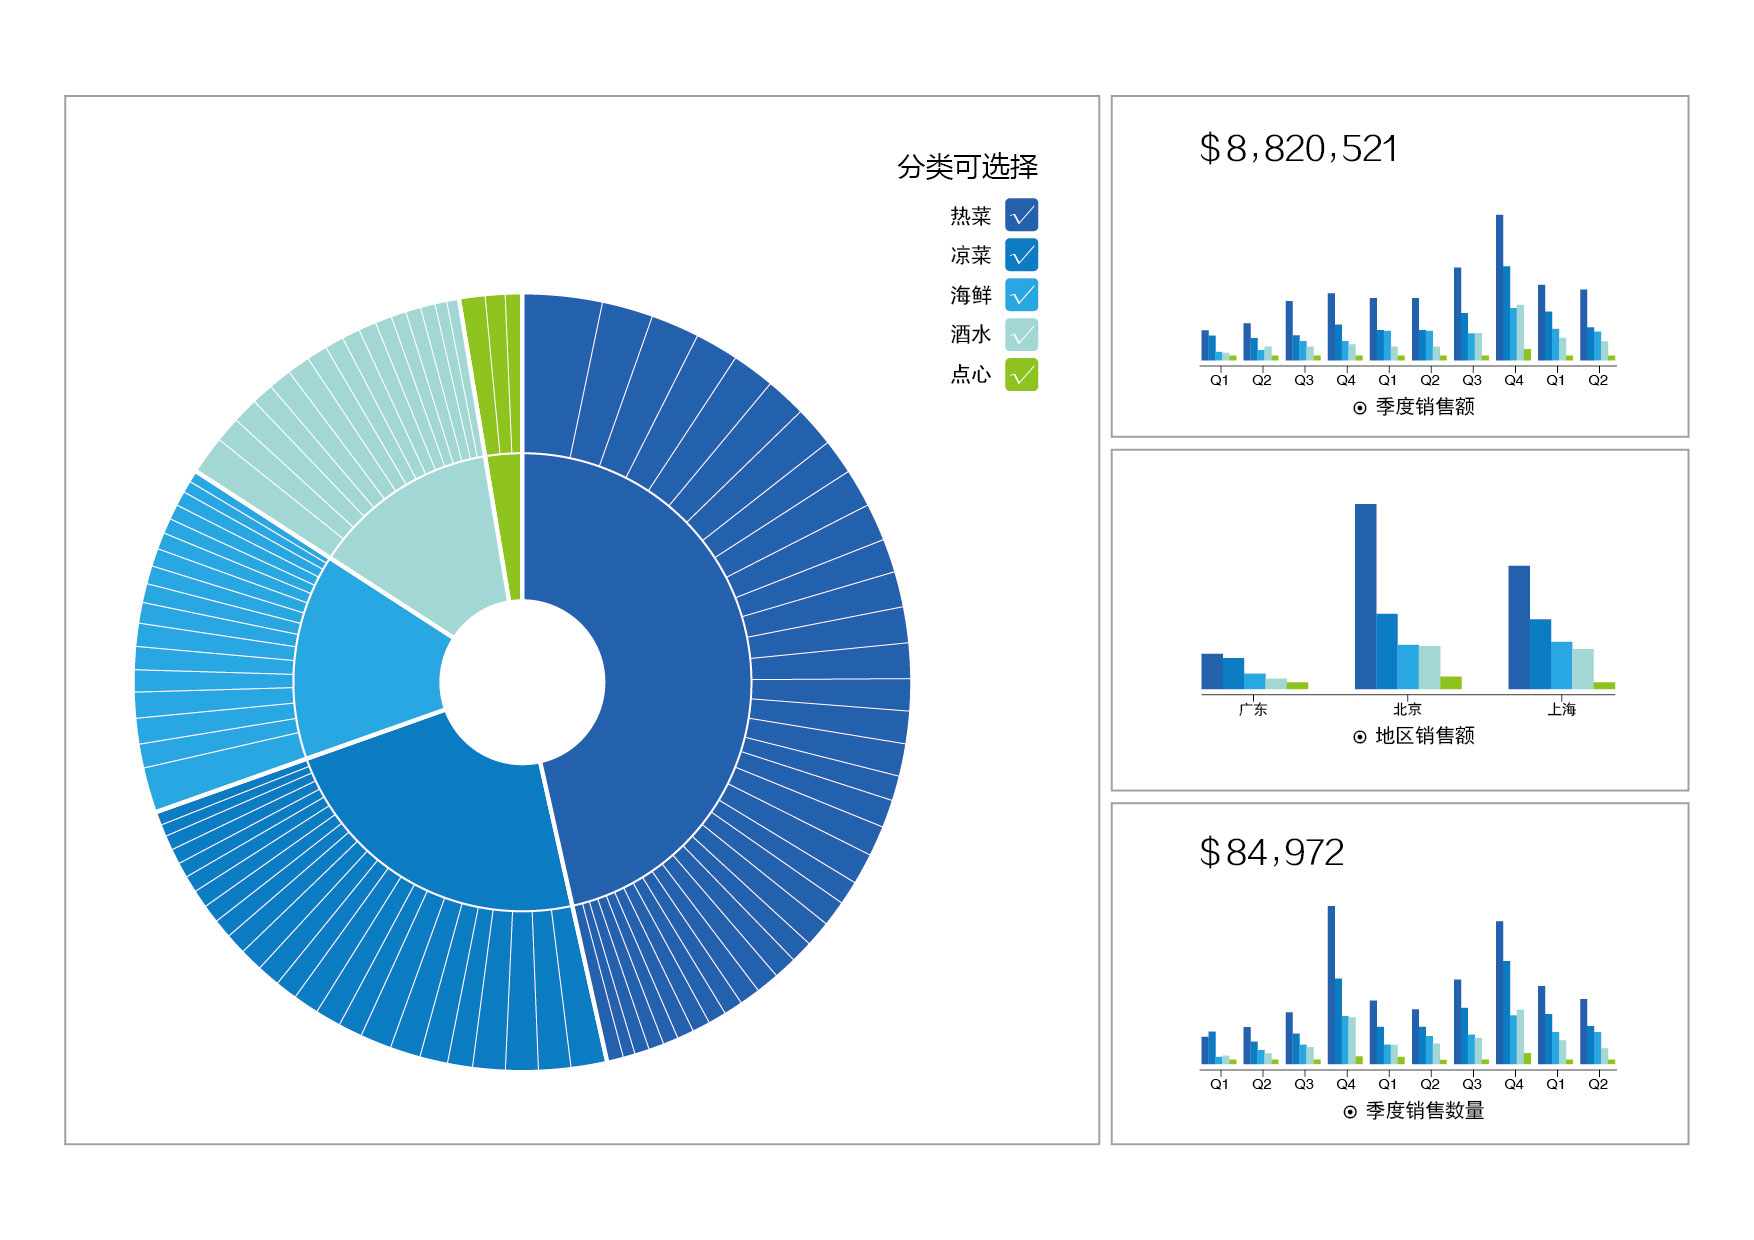 分类可选择
热菜
凉菜
海鲜
酒水
点心
$8,820,521
Q1 Q2 Q3 Q4 Q1 Q2 Q3 Q4 Q1 Q2
季度销售额
广东 北京 上海
地区销售额
$84,972
Q1 Q2 Q3 Q4 Q1 Q2 Q3 Q4 Q1 Q2
季度销售数量